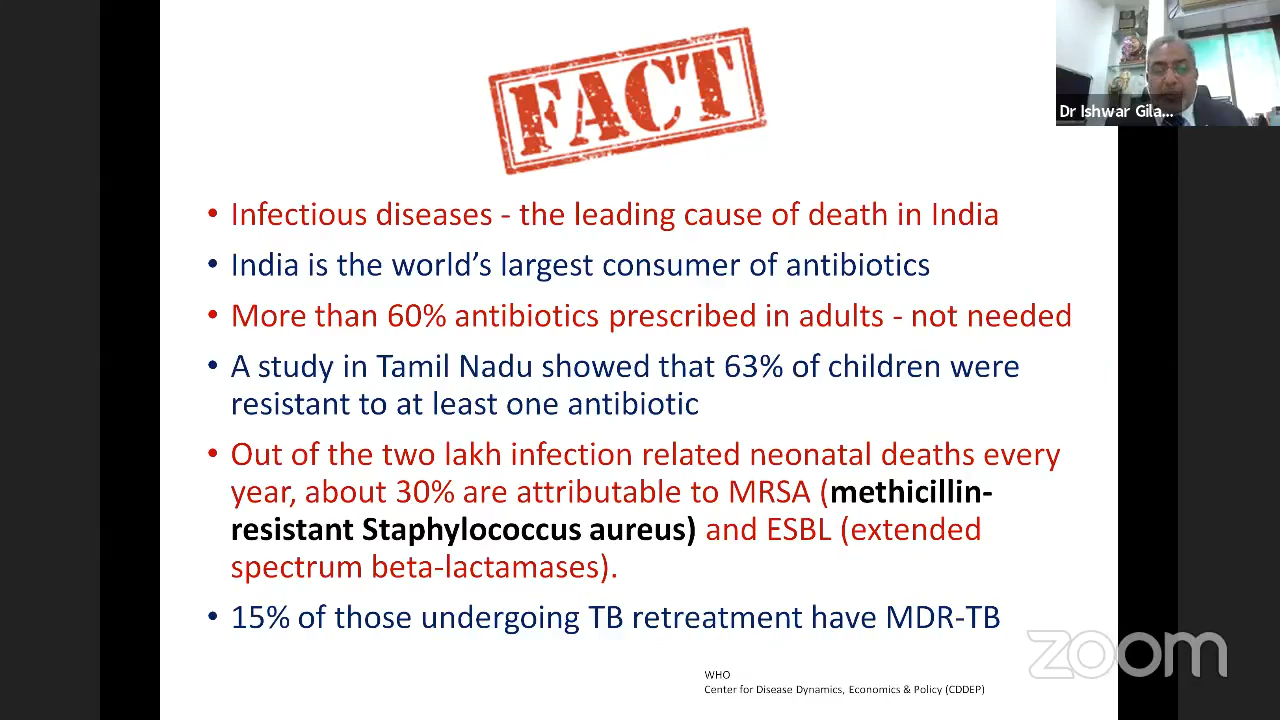 FACT
Dr Ishwar Gila...
• Infectious diseases - the leading cause of death in India
• India is the world's largest consumer of antibiotics
• More than 60% antibiotics prescribed in adults - not needed
• A study in Tamil Nadu showed that 63% of children were
resistant to at least one antibiotic
• Out of the two lakh infection related neonatal deaths every
year, about 30% are attributable to MRSA (methicillin-
resistant Staphylococcus aureus) and ESBL (extended
spectrum beta-lactamases).
• 15% of those undergoing TB retreatment have MDR-TB
zoom
WHO
Center for Disease Dynamics, Economics & Policy (CDDEP)